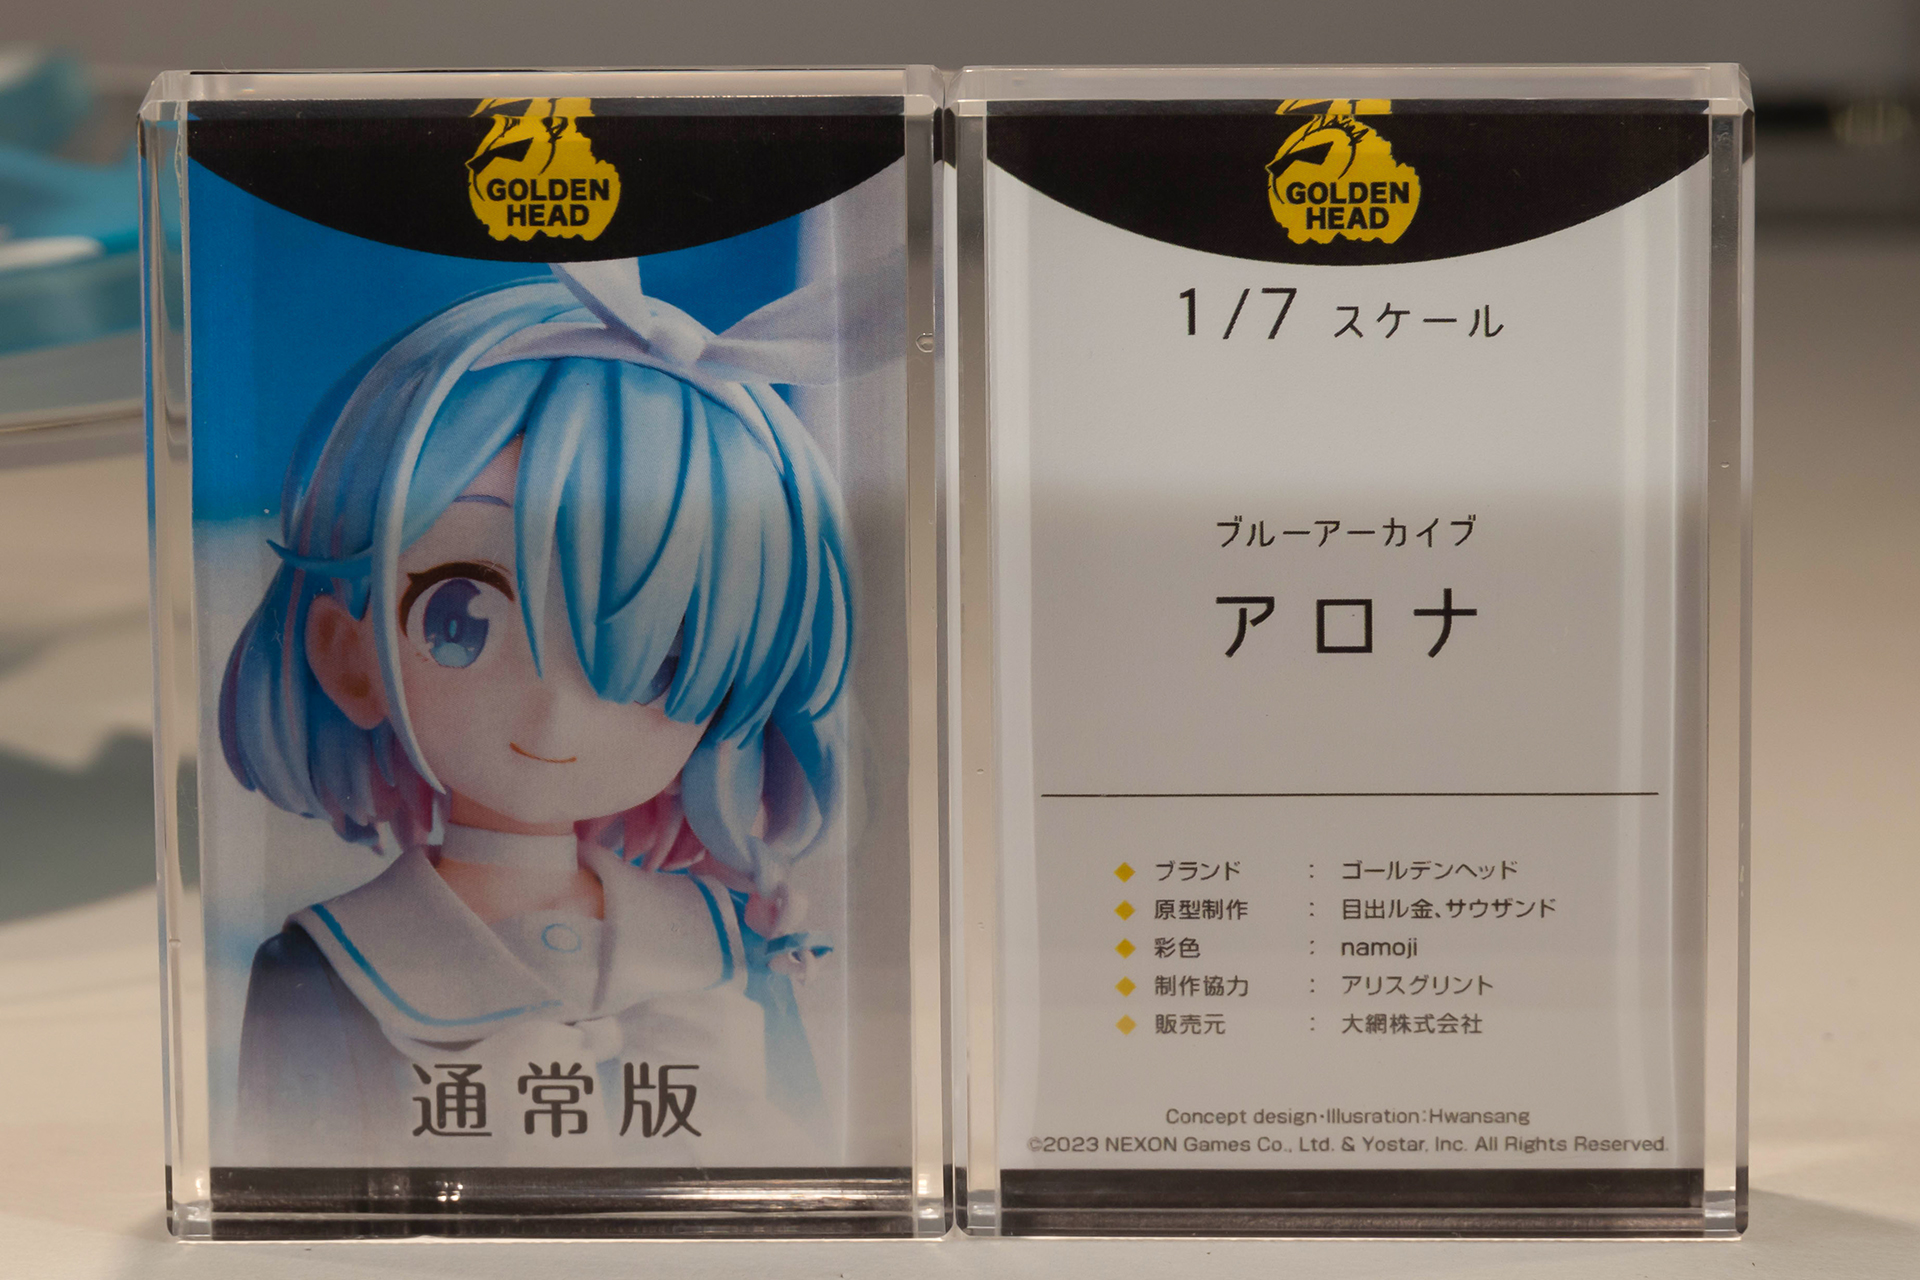 GOLDEN
HEAD
通常版
GOLDEN
HEAD
1/7 スケール
ブルーアーカイブ
アロナ
◆ ブランド : ゴールデンヘッド
◆ 原型制作 : 目出ル金、サウザンド
◆ 彩色 : namoji
◆ 制作協力 : アリスグリント
◆ 販売元 : 大網株式会社
Concept design・Illusration:Hwansang
©2023 NEXON Games Co., Ltd. & Yostar, Inc. All Rights Reserved.